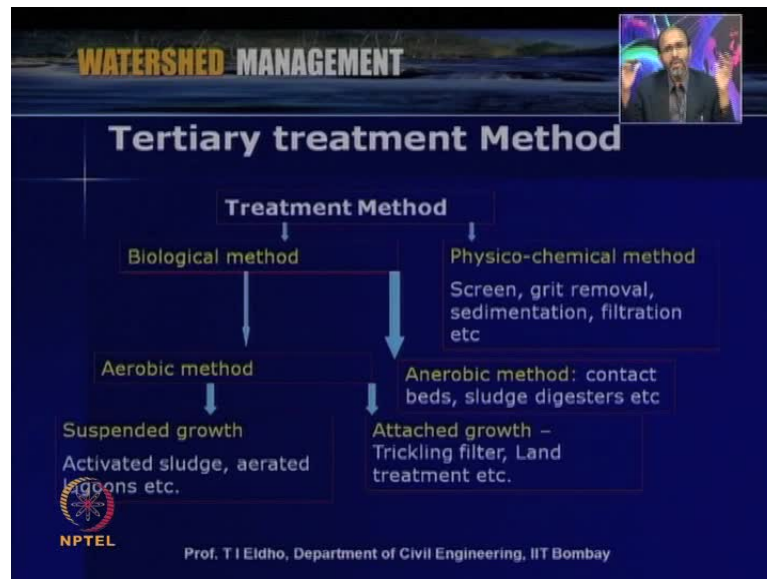 WATERSHED MANAGEMENT
Tertiary treatment Method
Treatment Method
Biological method
Physico-chemical method
Screen, grit removal,
sedimentation, filtration
etc
Aerobic method
Anerobic method: contact
beds, sludge digesters etc
Suspended growth
Activated sludge, aerated
lagoons etc.
Attached growth –
Trickling filter, Land
treatment etc.
NPTEL
Prof. T I Eldho, Department of Civil Engineering, IIT Bombay